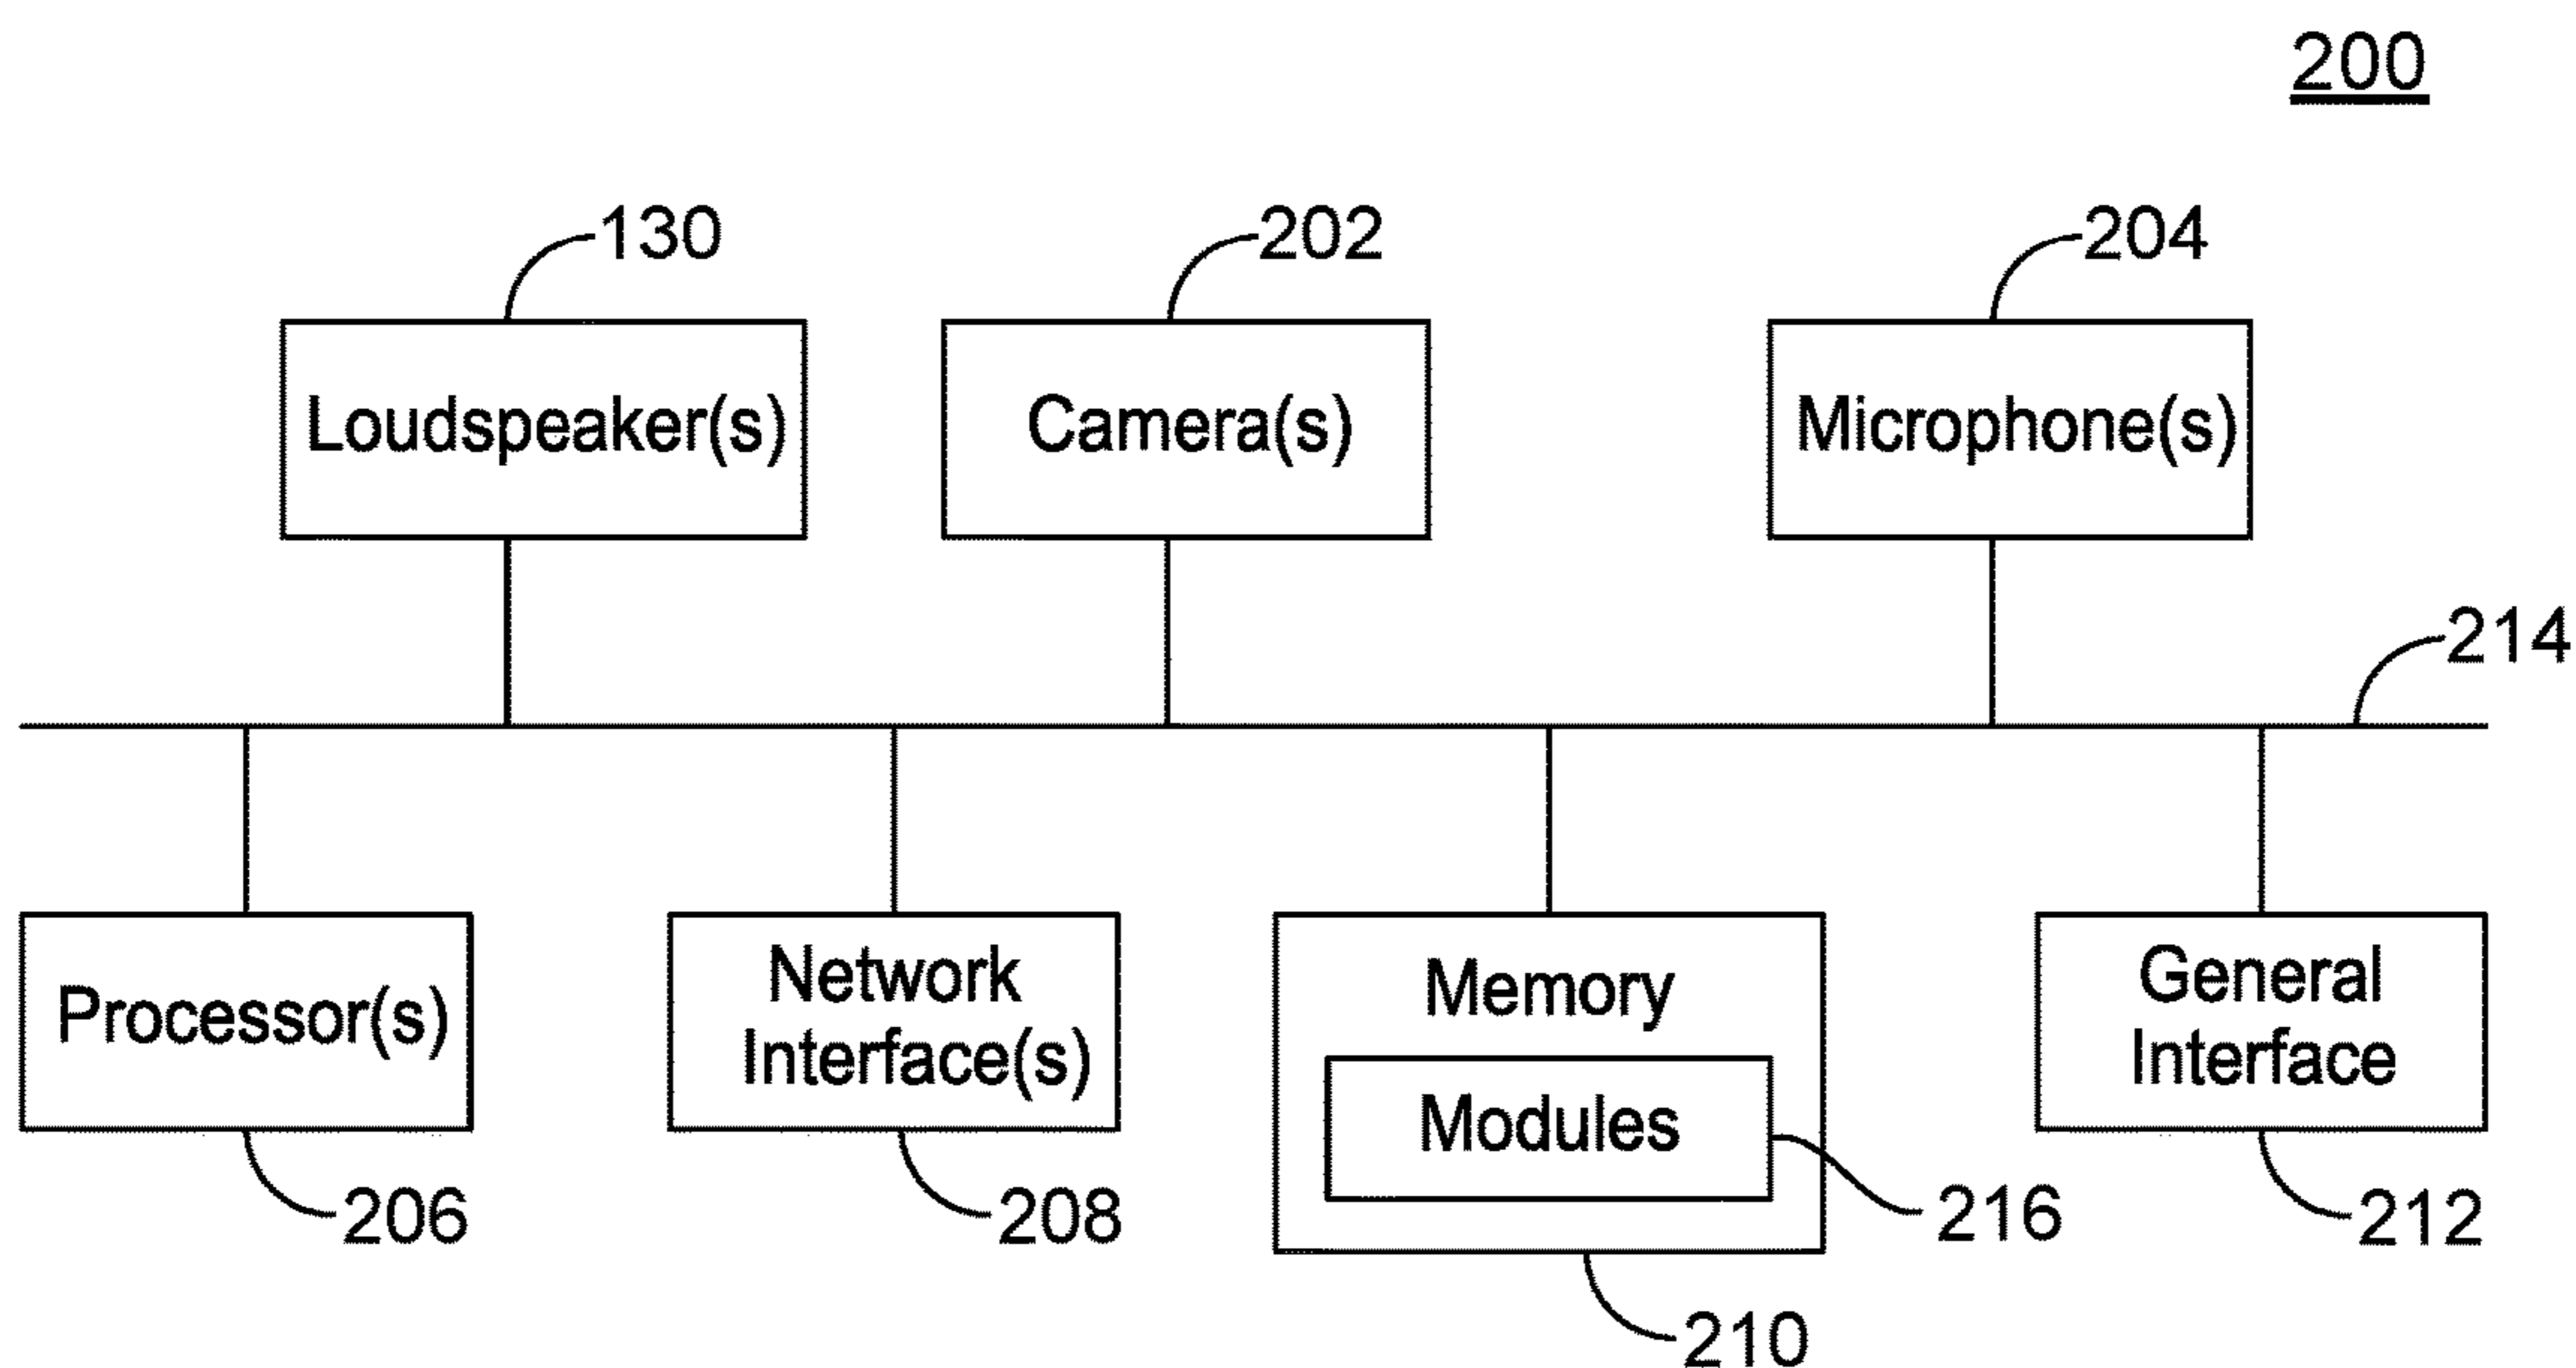 200
130
202
204
Loudspeaker(s)
Camera(s)
Microphone(s)
214
Processor(s)
Network
Interface(s)
Memory
Modules
General
Interface
206
208
216
212
210